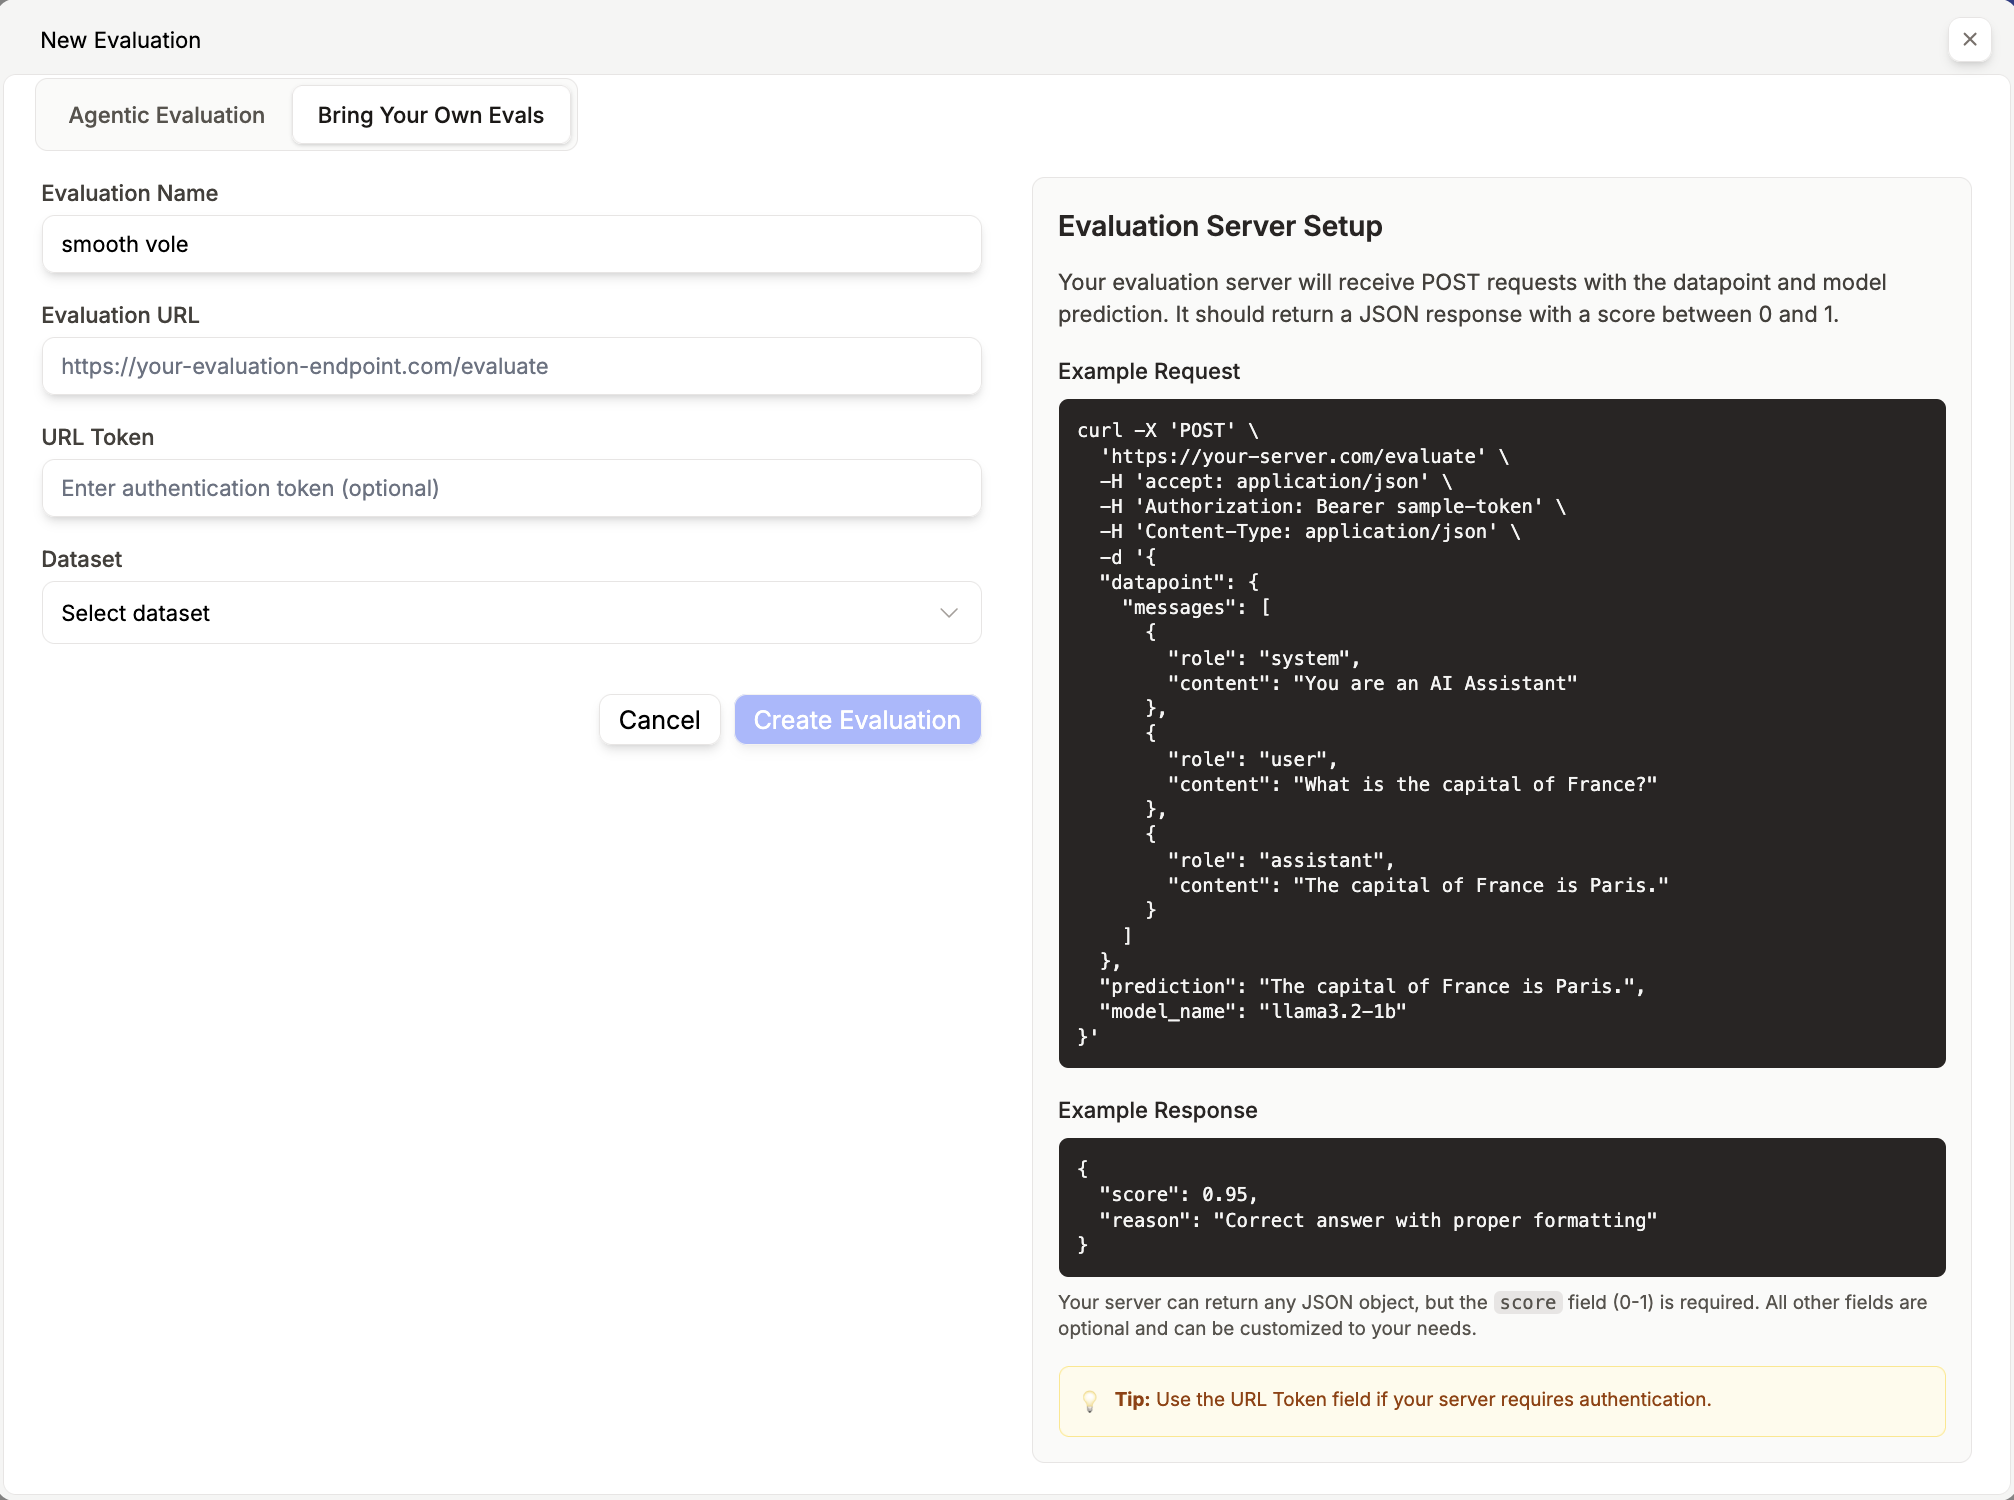 New Evaluation
Agentic Evaluation
Bring Your Own Evals
Evaluation Name
smooth vole
Evaluation URL
https://your-evaluation-endpoint.com/evaluate
URL Token
Enter authentication token (optional)
Dataset
Select dataset
Cancel
Create Evaluation
Evaluation Server Setup
Your evaluation server will receive POST requests with the datapoint and model
prediction. It should return a JSON response with a score between 0 and 1.
Example Request
curl -X 'POST' \
  'https://your-server.com/evaluate' \
  -H 'accept: application/json' \
  -H 'Authorization: Bearer sample-token' \
  -H 'Content-Type: application/json' \
  -d '{
  "datapoint": {
    "messages": [
      {
        "role": "system",
        "content": "You are an AI Assistant"
      },
      {
        "role": "user",
        "content": "What is the capital of France?"
      },
      {
        "role": "assistant",
        "content": "The capital of France is Paris."
      }
    ]
  },
  "prediction": "The capital of France is Paris.",
  "model_name": "llama3.2-1b"
}'
Example Response
{
  "score": 0.95,
  "reason": "Correct answer with proper formatting"
}
Your server can return any JSON object, but the score field (0-1) is required. All other fields are
optional and can be customized to your needs.
Tip: Use the URL Token field if your server requires authentication.